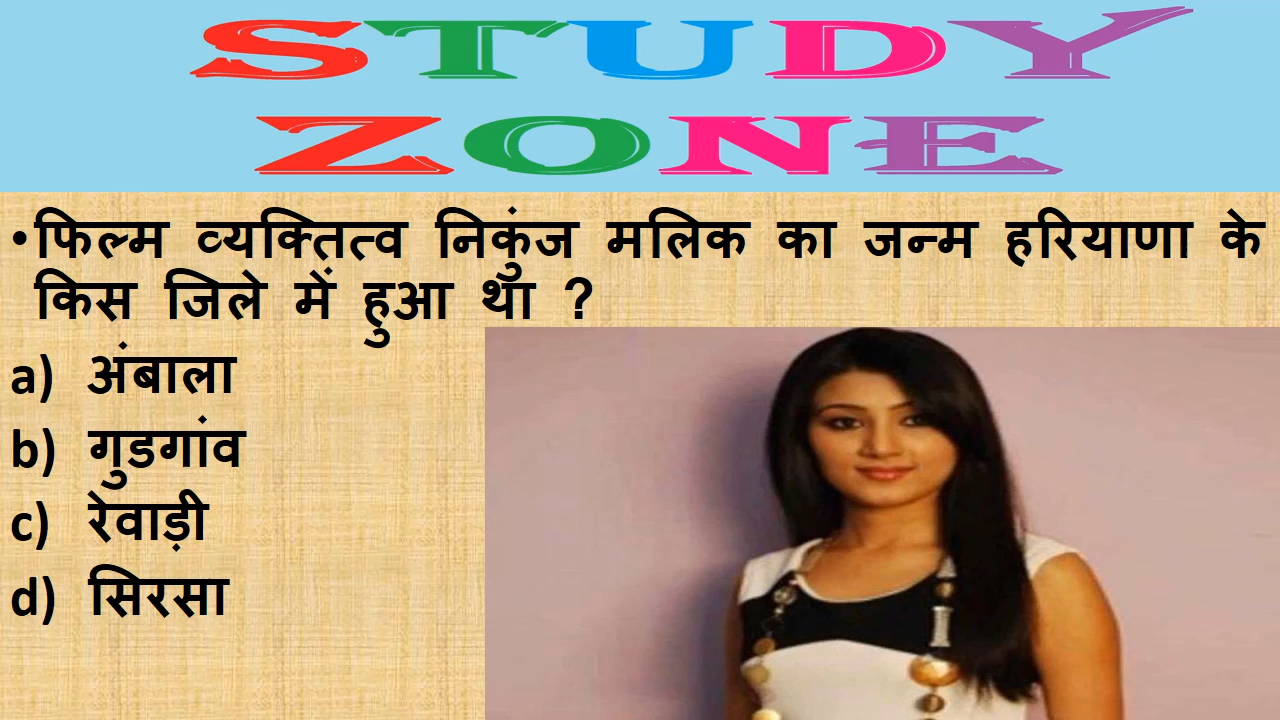 STUDY
ZONE
•फिल्म व्यक्तित्व निकुंज मलिक का जन्म हरियाणा के
किस जिले में हुआ था ?
a) अंबाला
b) गुडगांव
c) रेवाड़ी
d) सिरसा